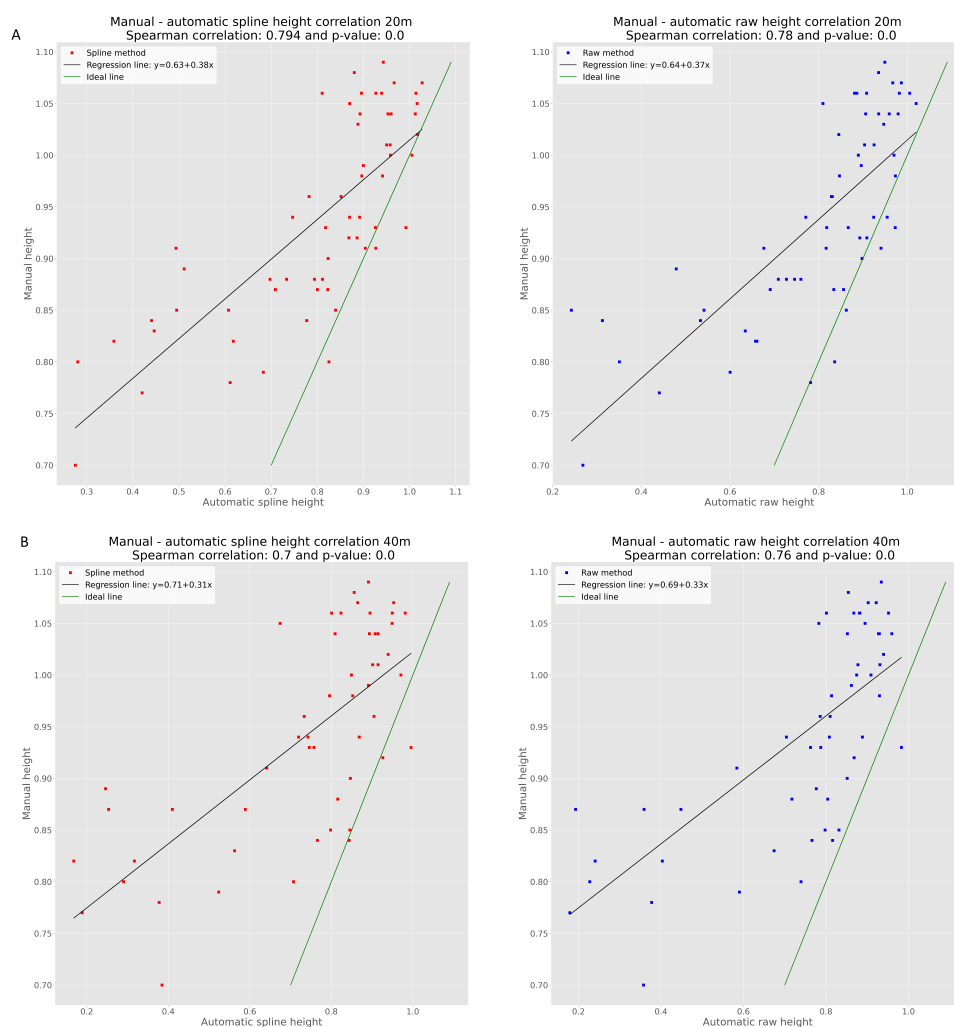 A
Manual - automatic spline height correlation 20m
Spearman correlation: 0.794 and p-value: 0.0
Spline method
Regression line: y=0.63+0.38x
Ideal line
1.10
1.05
1.00
0.95
0.90
0.85
0.80
0.75
0.70
Manual height
0.3 0.4 0.5 0.6 0.7 0.8 0.9 1.0 1.1
Automatic spline height
Manual - automatic raw height correlation 20m
Spearman correlation: 0.78 and p-value: 0.0
Raw method
Regression line: y=0.64+0.37x
Ideal line
1.10
1.05
1.00
0.95
0.90
0.85
0.80
0.75
0.70
Manual height
0.2 0.4 0.6 0.8 1.0
Automatic raw height
B
Manual - automatic spline height correlation 40m
Spearman correlation: 0.7 and p-value: 0.0
Spline method
Regression line: y=0.71+0.31x
Ideal line
1.10
1.05
1.00
0.95
0.90
0.85
0.80
0.75
0.70
Manual height
0.2 0.4 0.6 0.8 1.0
Automatic spline height
Manual - automatic raw height correlation 40m
Spearman correlation: 0.76 and p-value: 0.0
Raw method
Regression line: y=0.69+0.33x
Ideal line
1.10
1.05
1.00
0.95
0.90
0.85
0.80
0.75
0.70
Manual height
0.2 0.4 0.6 0.8 1.0
Automatic raw height